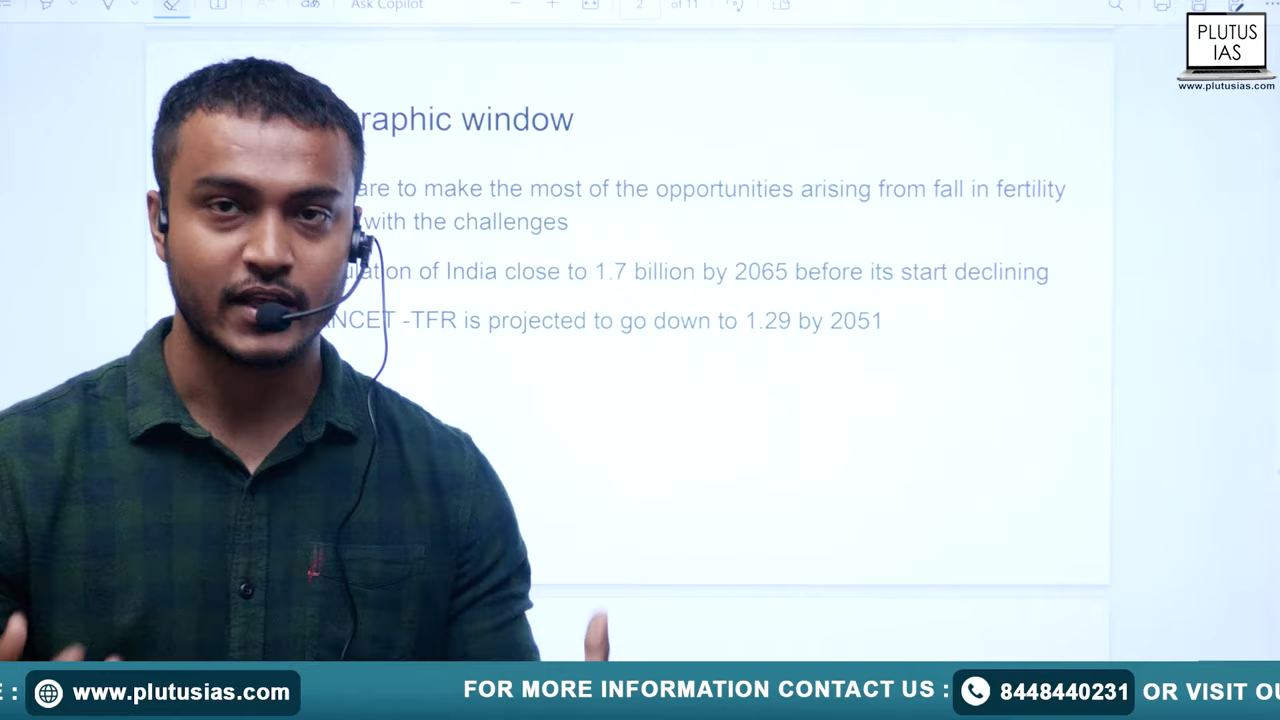 Ask Copilot
2
of 11
PLUTUS
IAS
www.plutusias.com
raphic window
are to make the most of the opportunities arising from fall in fertility
with the challenges
ulation of India close to 1.7 billion by 2065 before its start declining
ANCET -TFR is projected to go down to 1.29 by 2051
E : www.plutusias.com FOR MORE INFORMATION CONTACT US : 8448440231 OR VISIT OU